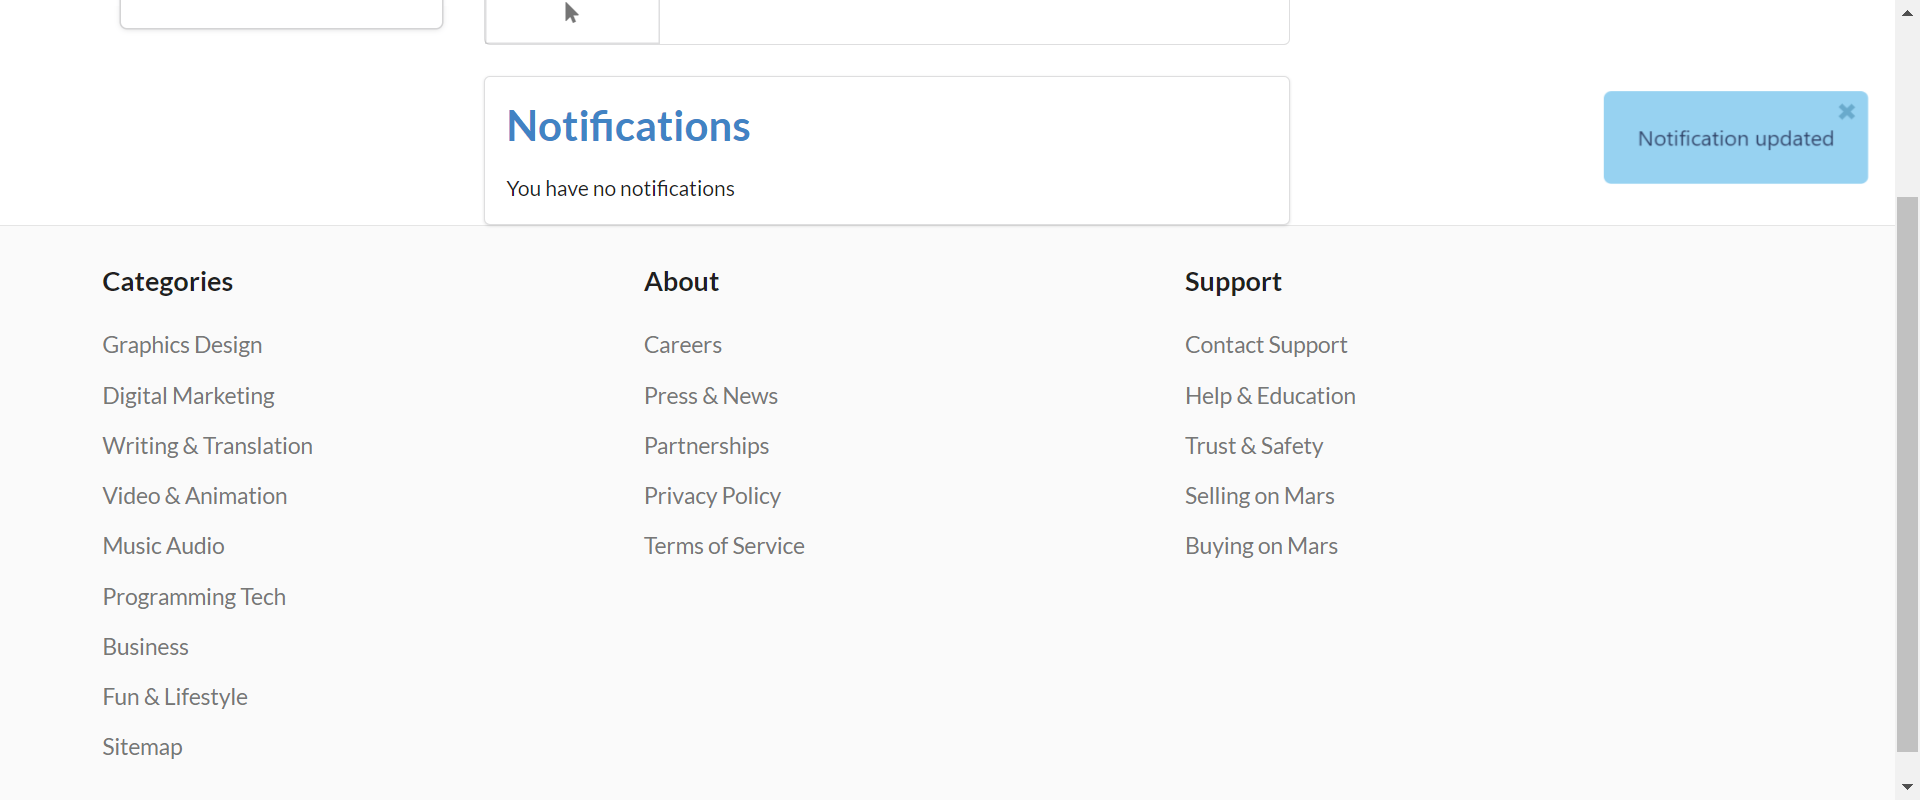 Notifications
You have no notifications
Notification updated
Categories
Graphics Design
Digital Marketing
Writing & Translation
Video & Animation
Music Audio
Programming Tech
Business
Fun & Lifestyle
Sitemap
About
Careers
Press & News
Partnerships
Privacy Policy
Terms of Service
Support
Contact Support
Help & Education
Trust & Safety
Selling on Mars
Buying on Mars